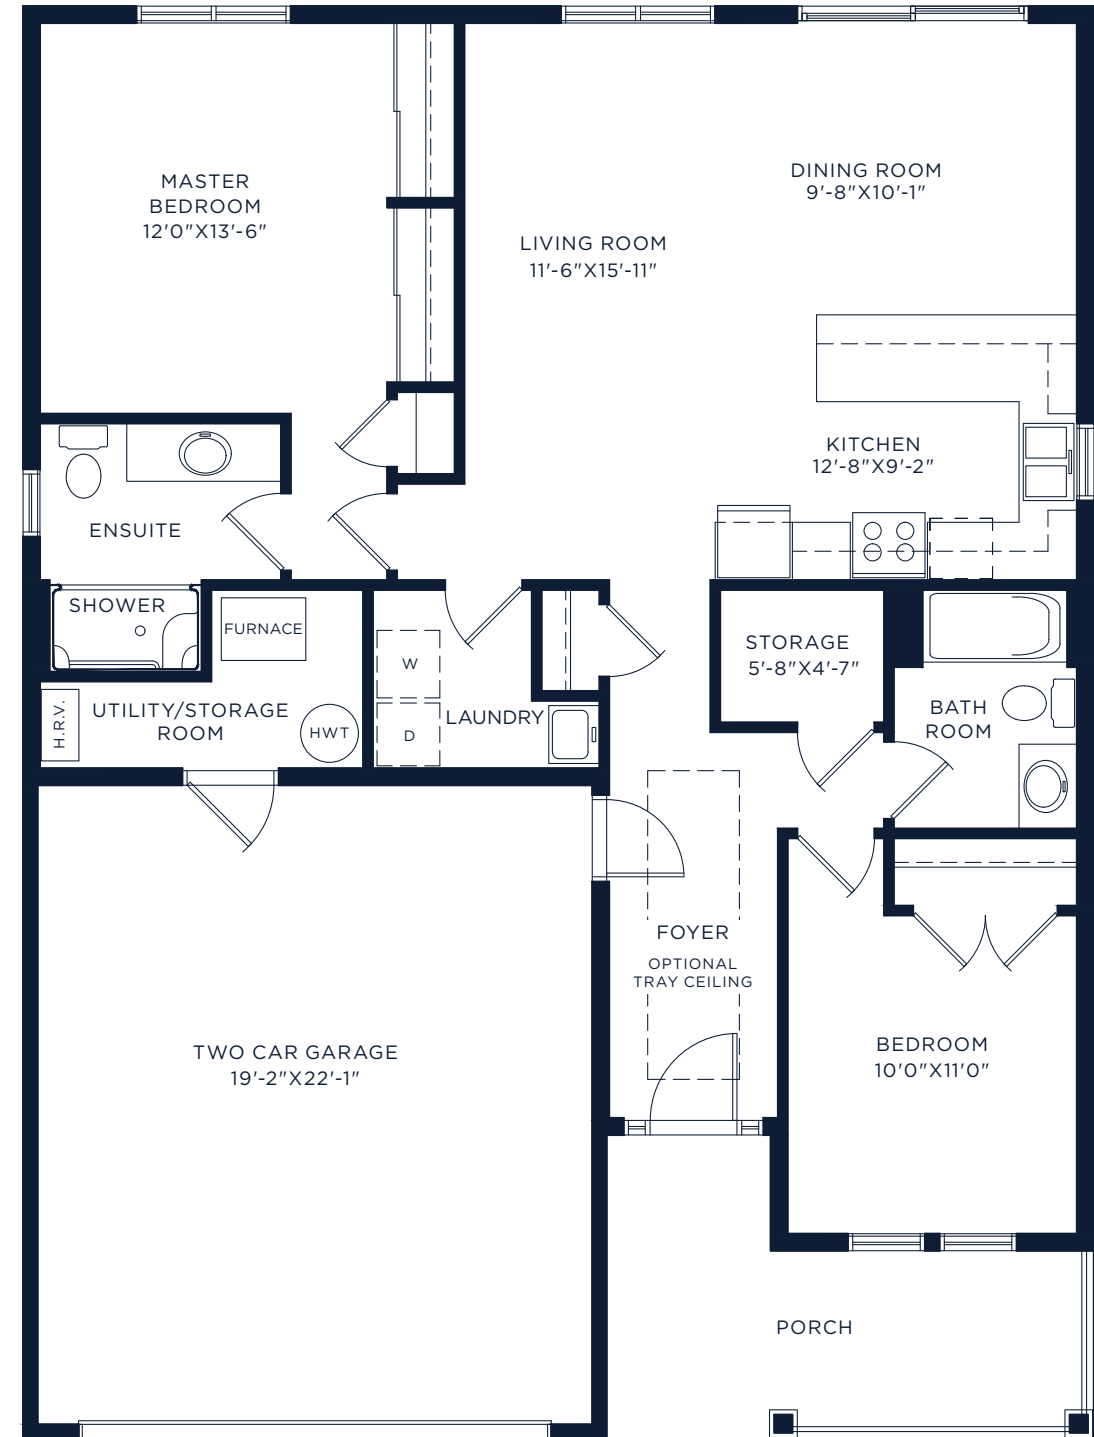 MASTER
BEDROOM
12'0"X13'-6"
DINING ROOM
9'-8"X10'-1"
LIVING ROOM
11'-6"X15'-11"
KITCHEN
12'-8"X9'-2"
ENSUITE
SHOWER
FURNACE
STORAGE
5'-8"X4'-7"
W
H.R.V.
UTILITY/STORAGE
ROOM
HWT
D
LAUNDRY
BATH
ROOM
FOYER
OPTIONAL
TRAY CEILING
TWO CAR GARAGE
19'-2"X22'-1"
BEDROOM
10'0"X11'0"
PORCH